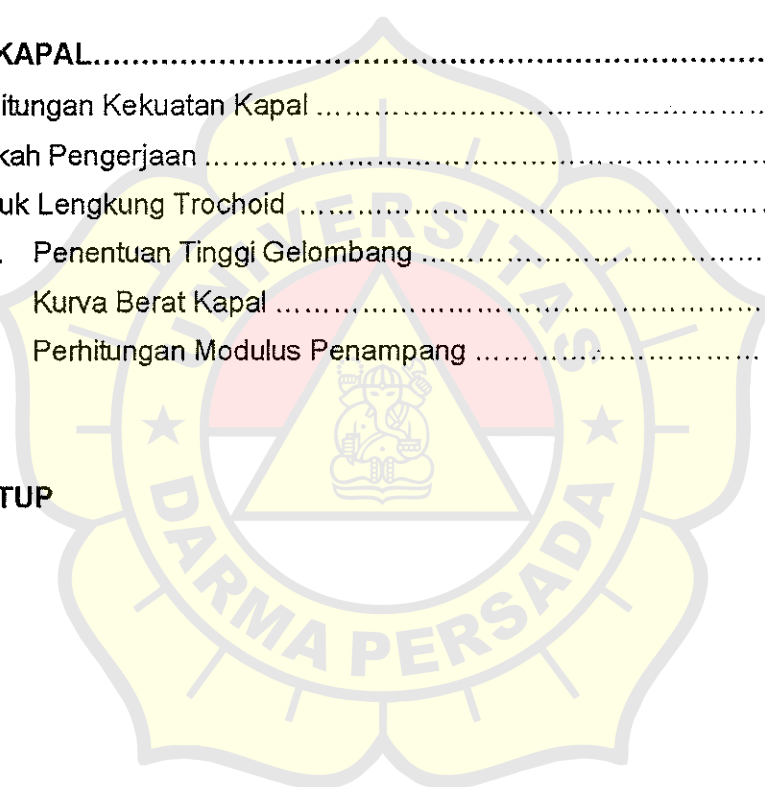 KAPAL
itungan Kekuatan Kapal
kah Pengerjaan
uk Lengkung Trochoid
. Penentuan Tinggi Gelombang
Kurva Berat Kapal
Perhitungan Modulus Penampang
TUP
UNIVERSITAS
DARMA PERSADA